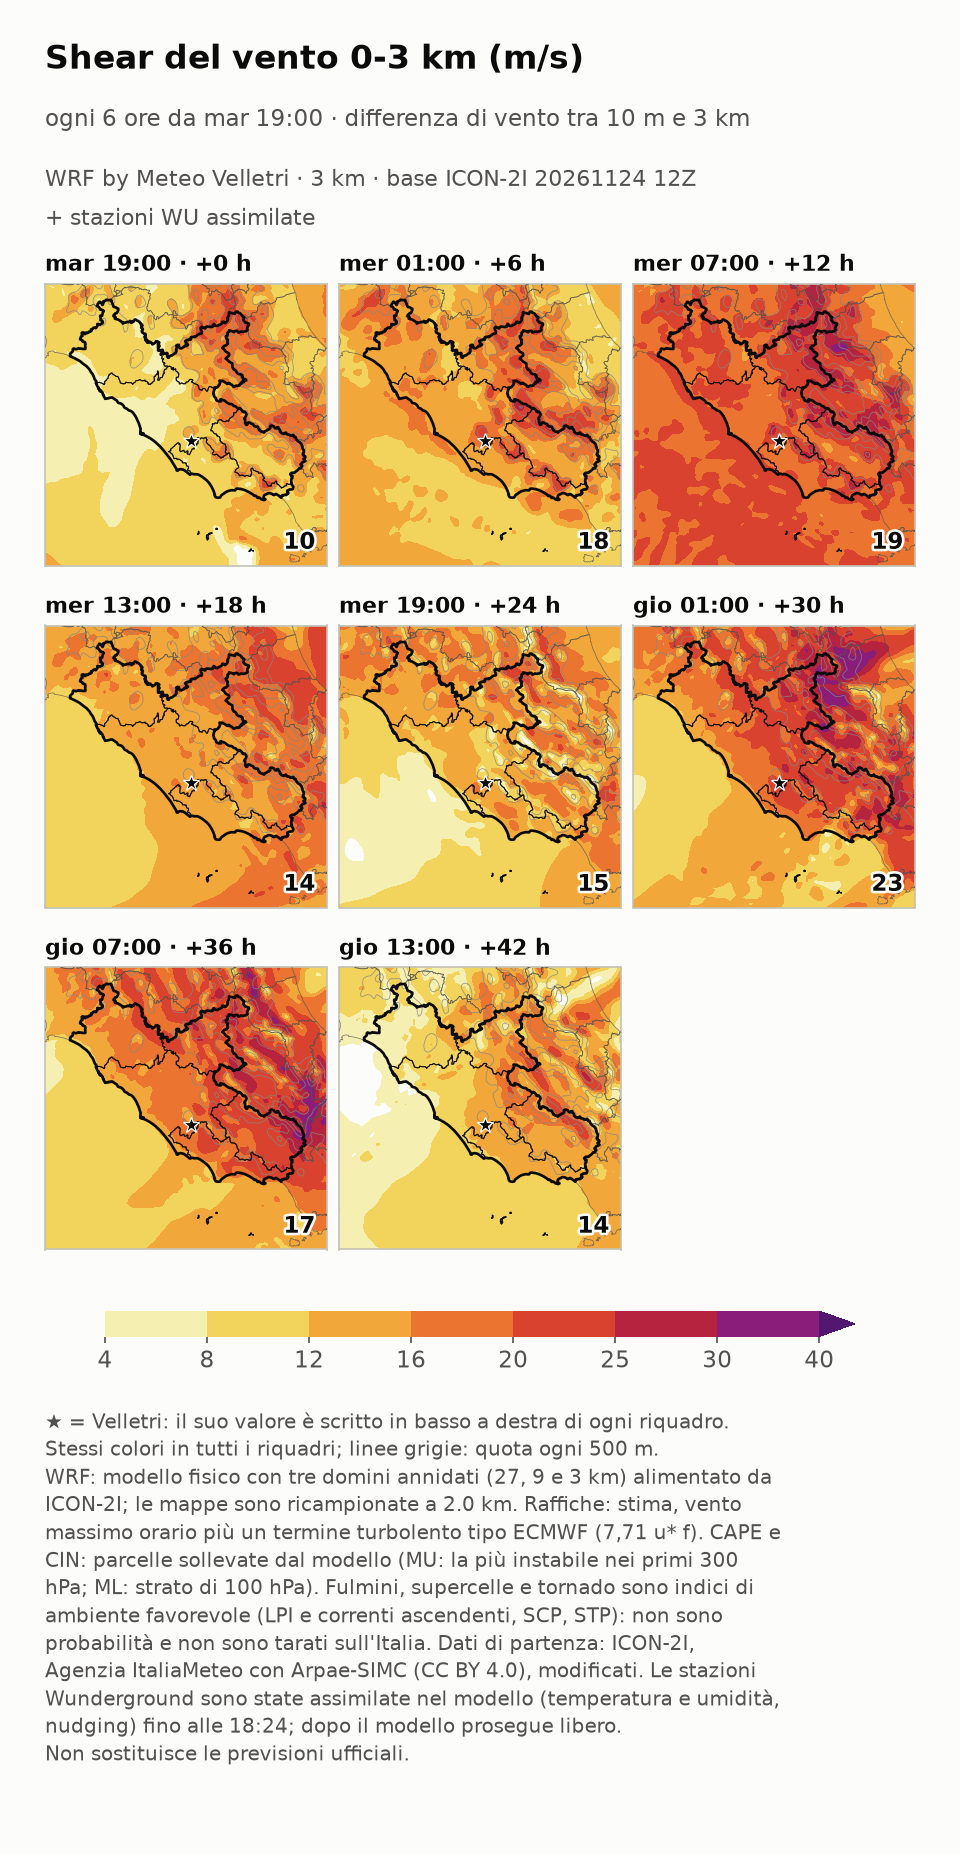 Shear del vento 0-3 km (m/s)
ogni 6 ore da mar 19:00 · differenza di vento tra 10 m e 3 km
WRF by Meteo Velletri · 3 km · base ICON-2I 20261124 12Z
+ stazioni WU assimilate
mar 19:00 · +0 h
mer 01:00 · +6 h
mer 07:00 · +12 h
10
18
19
mer 13:00 · +18 h
mer 19:00 · +24 h
gio 01:00 · +30 h
14
15
23
gio 07:00 · +36 h
gio 13:00 · +42 h
17
14
4 8 12 16 20 25 30 40
★ = Velletri: il suo valore è scritto in basso a destra di ogni riquadro.
Stessi colori in tutti i riquadri; linee grigie: quota ogni 500 m.
WRF: modello fisico con tre domini annidati (27, 9 e 3 km) alimentato da
ICON-2I; le mappe sono ricampionate a 2.0 km. Raffiche: stima, vento
massimo orario più un termine turbolento tipo ECMWF (7,71 u* f). CAPE e
CIN: parcelle sollevate dal modello (MU: la più instabile nei primi 300
hPa; ML: strato di 100 hPa). Fulmini, supercelle e tornado sono indici di
ambiente favorevole (LPI e correnti ascendenti, SCP, STP): non sono
probabilità e non sono tarati sull'Italia. Dati di partenza: ICON-2I,
Agenzia ItaliaMeteo con Arpae-SIMC (CC BY 4.0), modificati. Le stazioni
Wunderground sono state assimilate nel modello (temperatura e umidità,
nudging) fino alle 18:24; dopo il modello prosegue libero.
Non sostituisce le previsioni ufficiali.